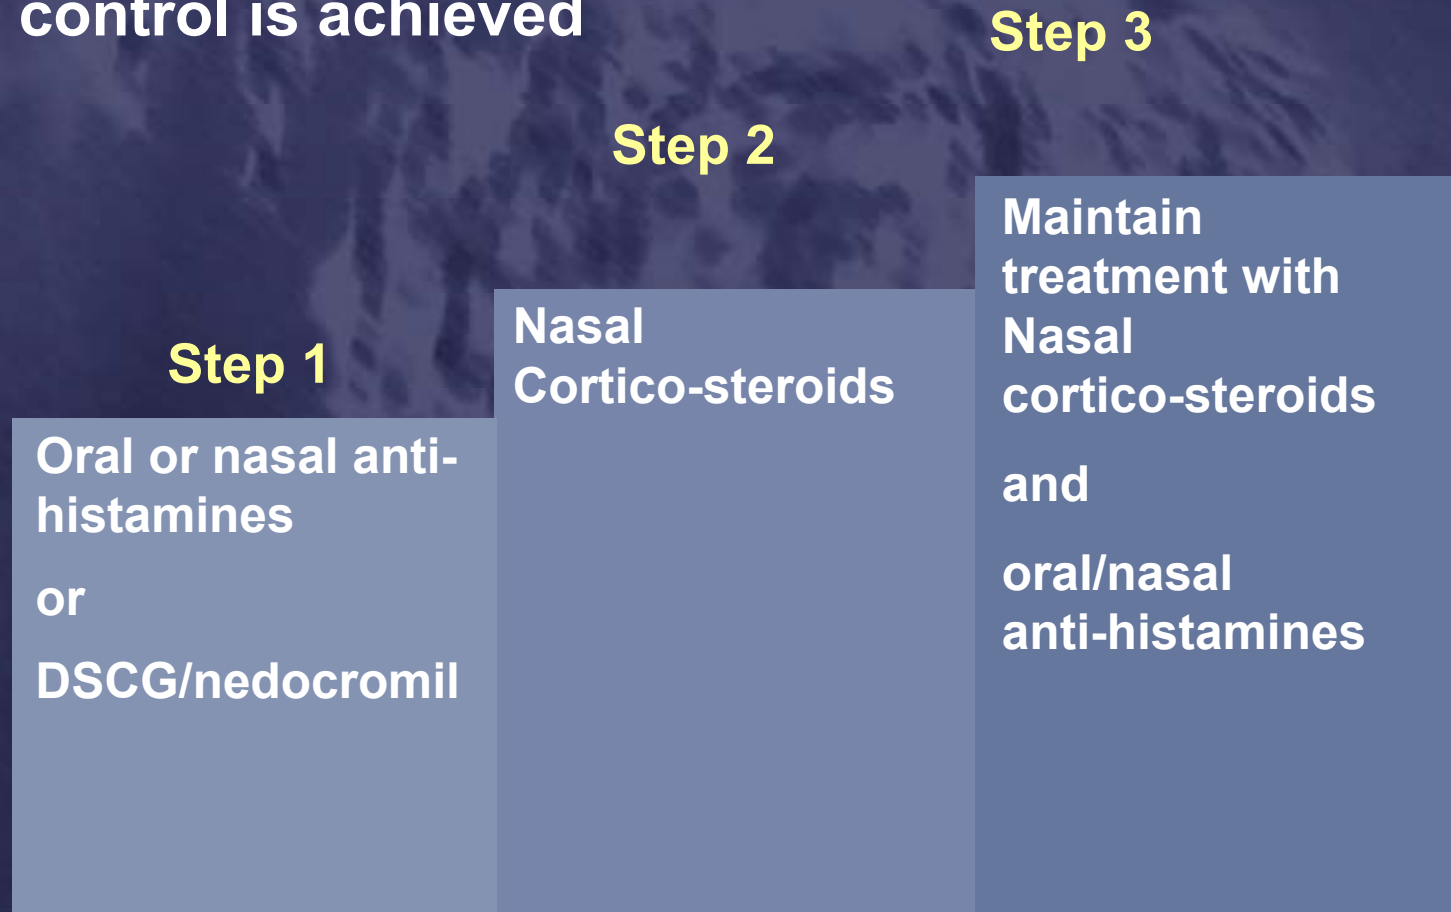 control is achieved
Step 3
Step 2
Step 1
Oral or nasal anti-
histamines
or
DSCG/nedocromil
Nasal
Cortico-steroids
Maintain
treatment with
Nasal
cortico-steroids
and
oral/nasal
anti-histamines